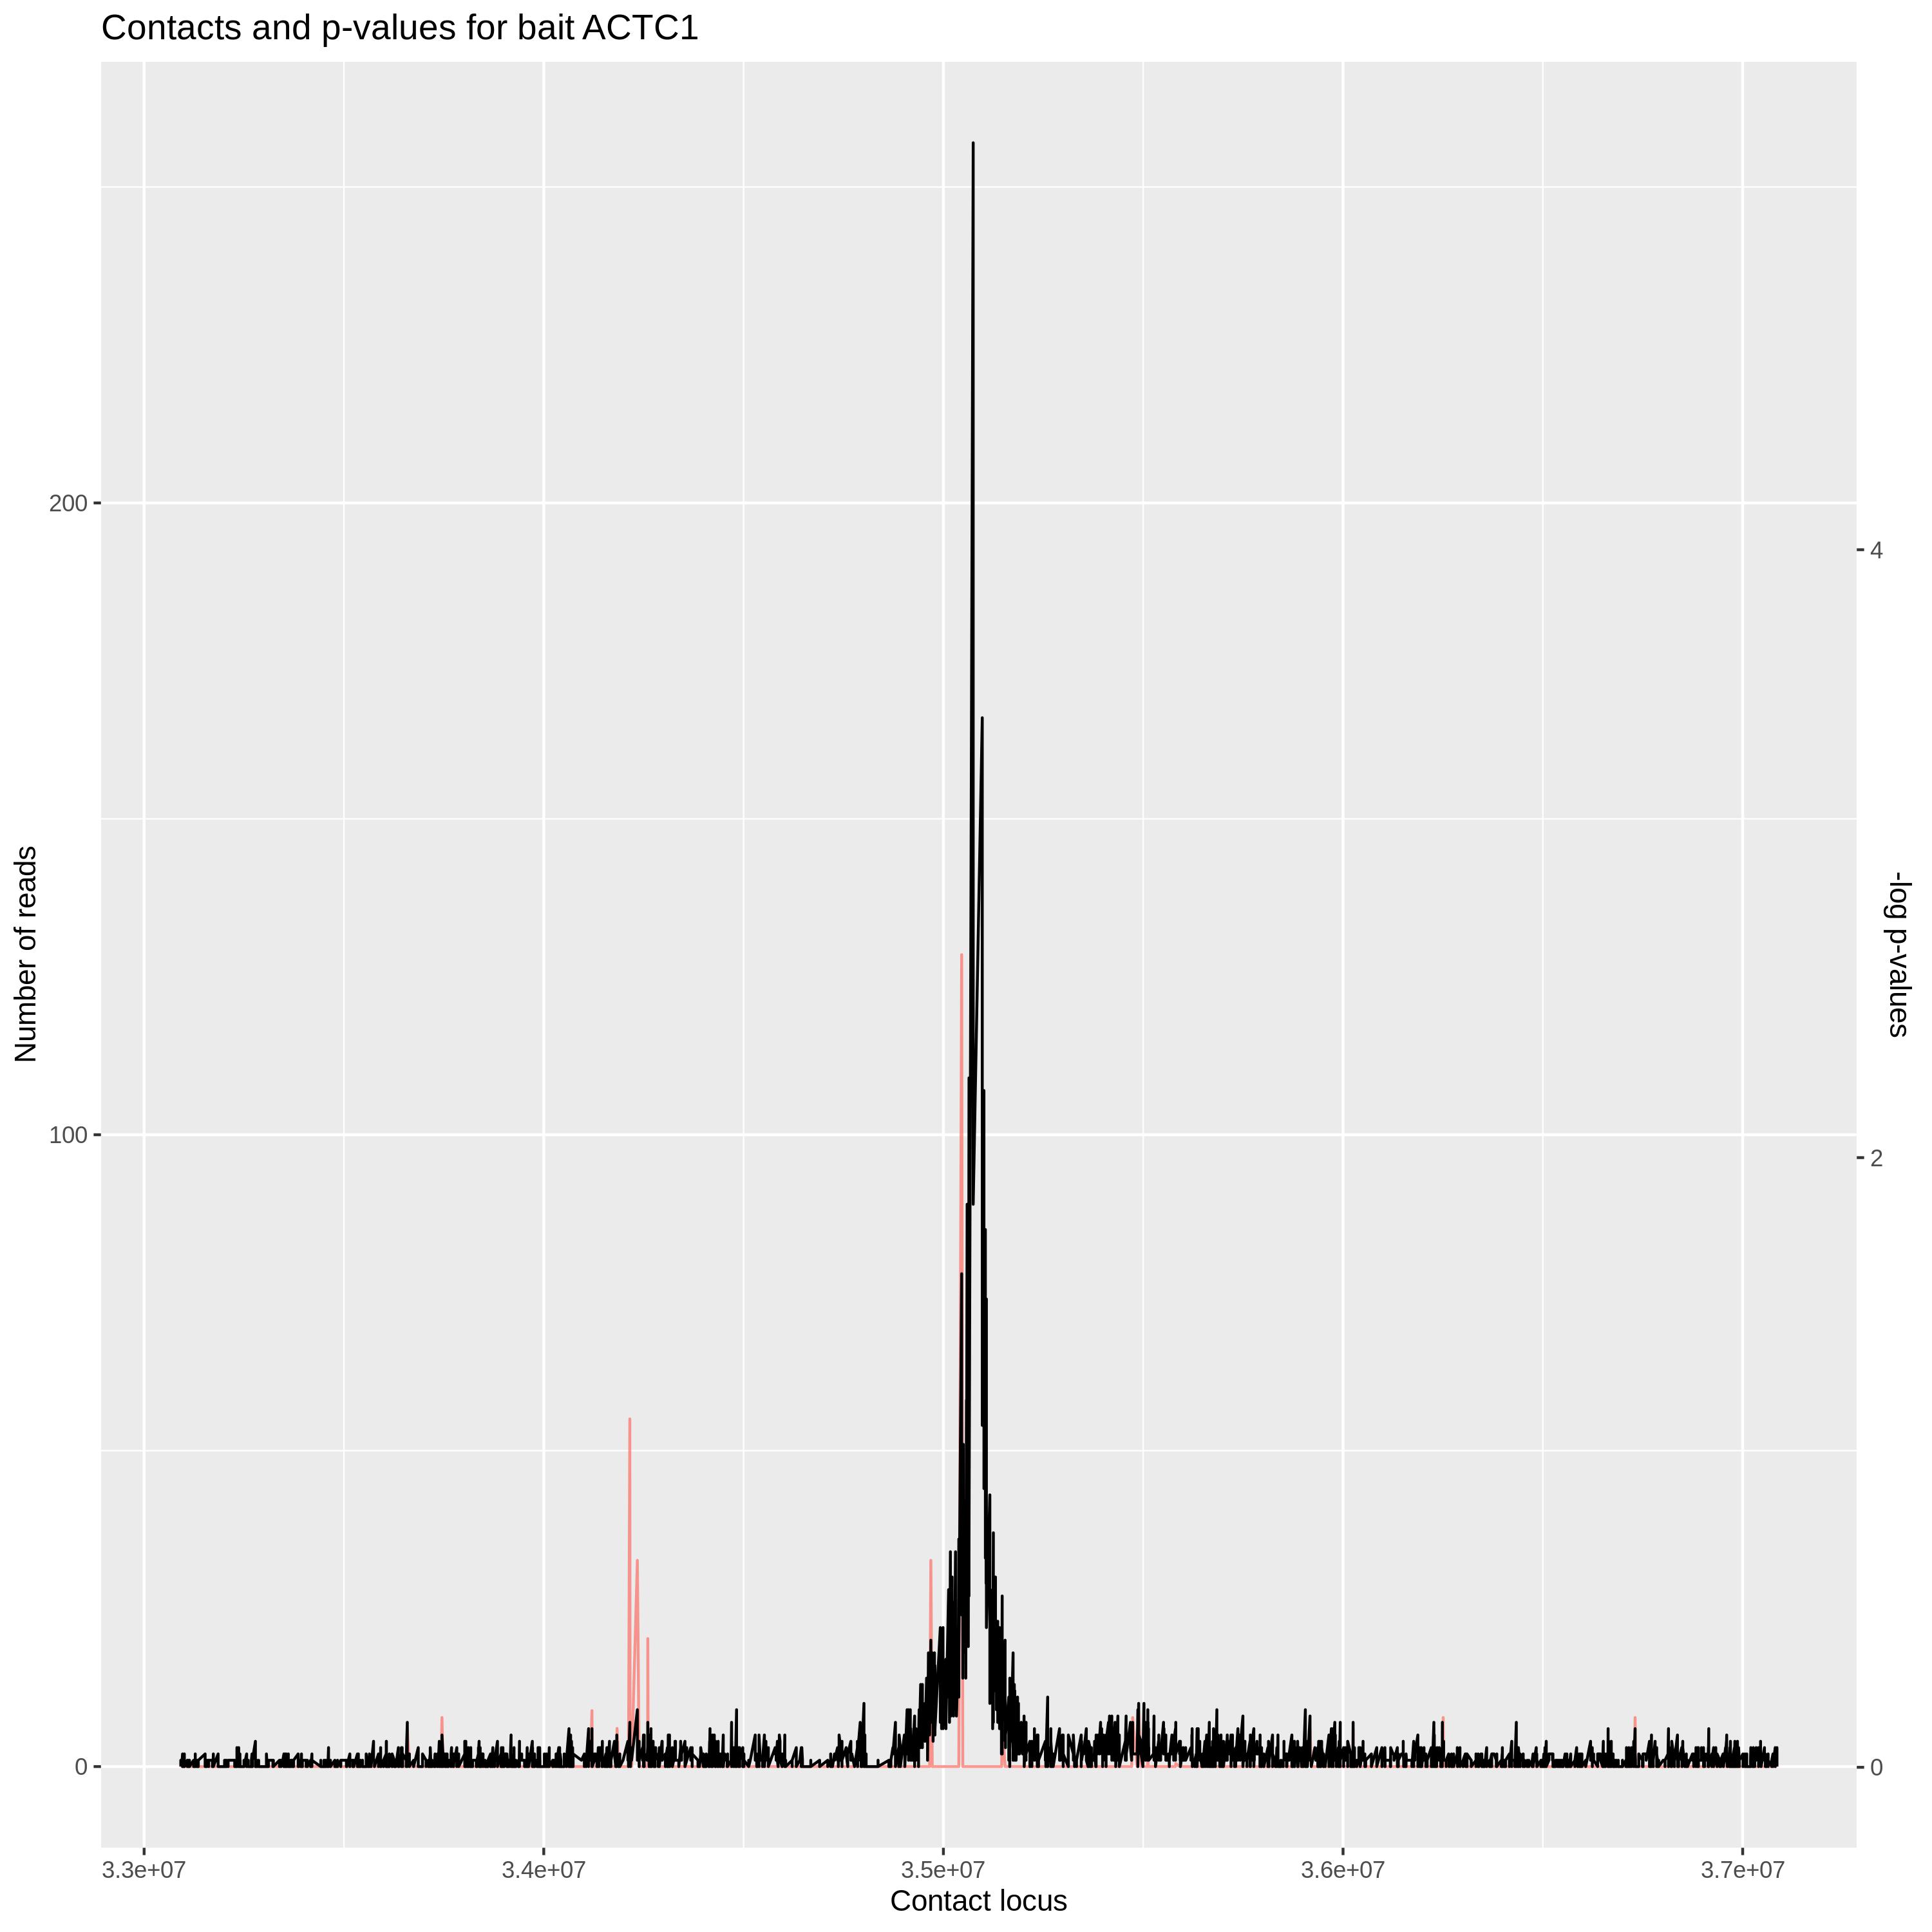 Contacts and p-values for bait ACTC1
200
100
0
4
2
0
Number of reads
-log p-values
3.3e+07
3.4e+07
3.5e+07
3.6e+07
3.7e+07
Contact locus